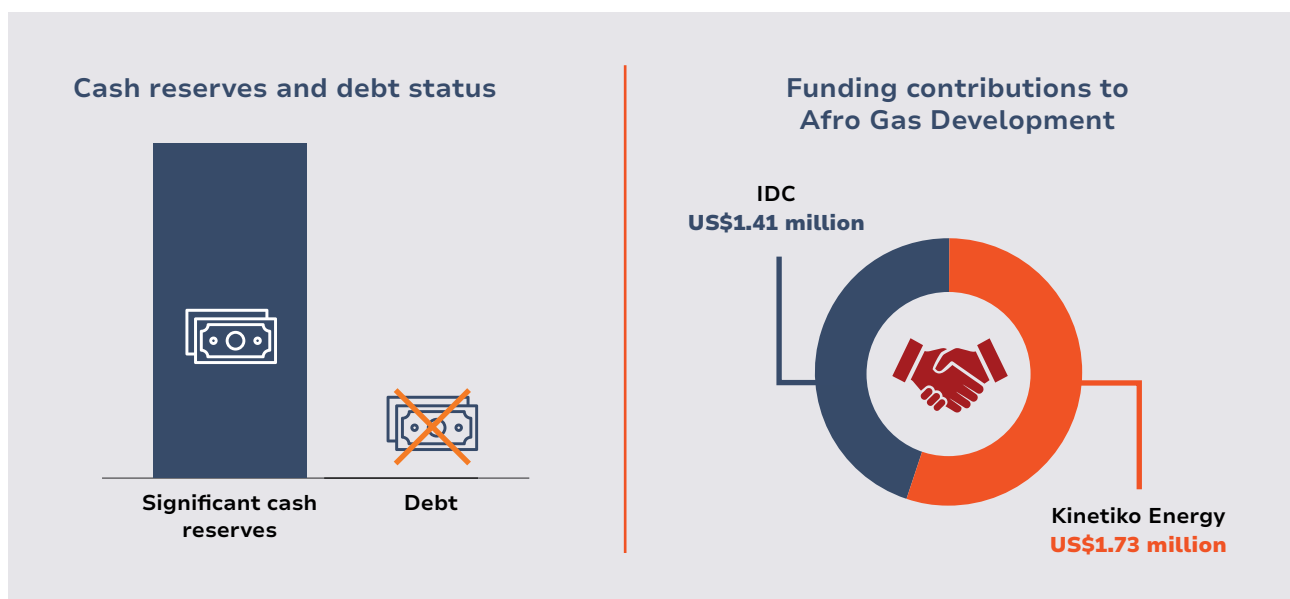 Cash reserves and debt status
Significant cash
reserves
Debt
Funding contributions to
Afro Gas Development
IDC
US$1.41 million
Kinetiko Energy
US$1.73 million